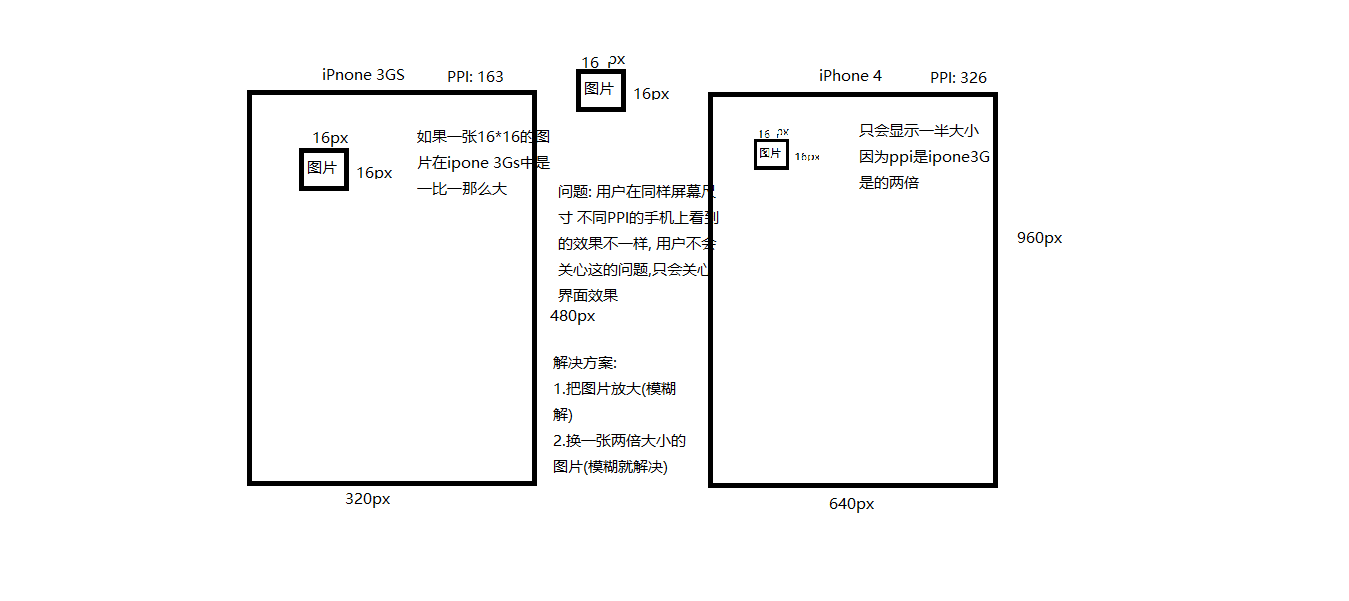 iPnone 3GS
PPI: 163
16px
图片
16px
如果一张16*16的图
片在ipone 3Gs中是
一比一那么大
320px
480px
16 px
图片
16px
问题: 用户在同样屏幕尺
寸 不同PPI的手机上看到
的效果不一样, 用户不会
关心这的问题,只会关心
界面效果
解决方案:
1.把图片放大(模糊
解)
2.换一张两倍大小的
图片(模糊就解决)
iPhone 4
PPI: 326
16 px
图片
16px
只会显示一半大小
因为ppi是ipone3G
是的两倍
960px
640px